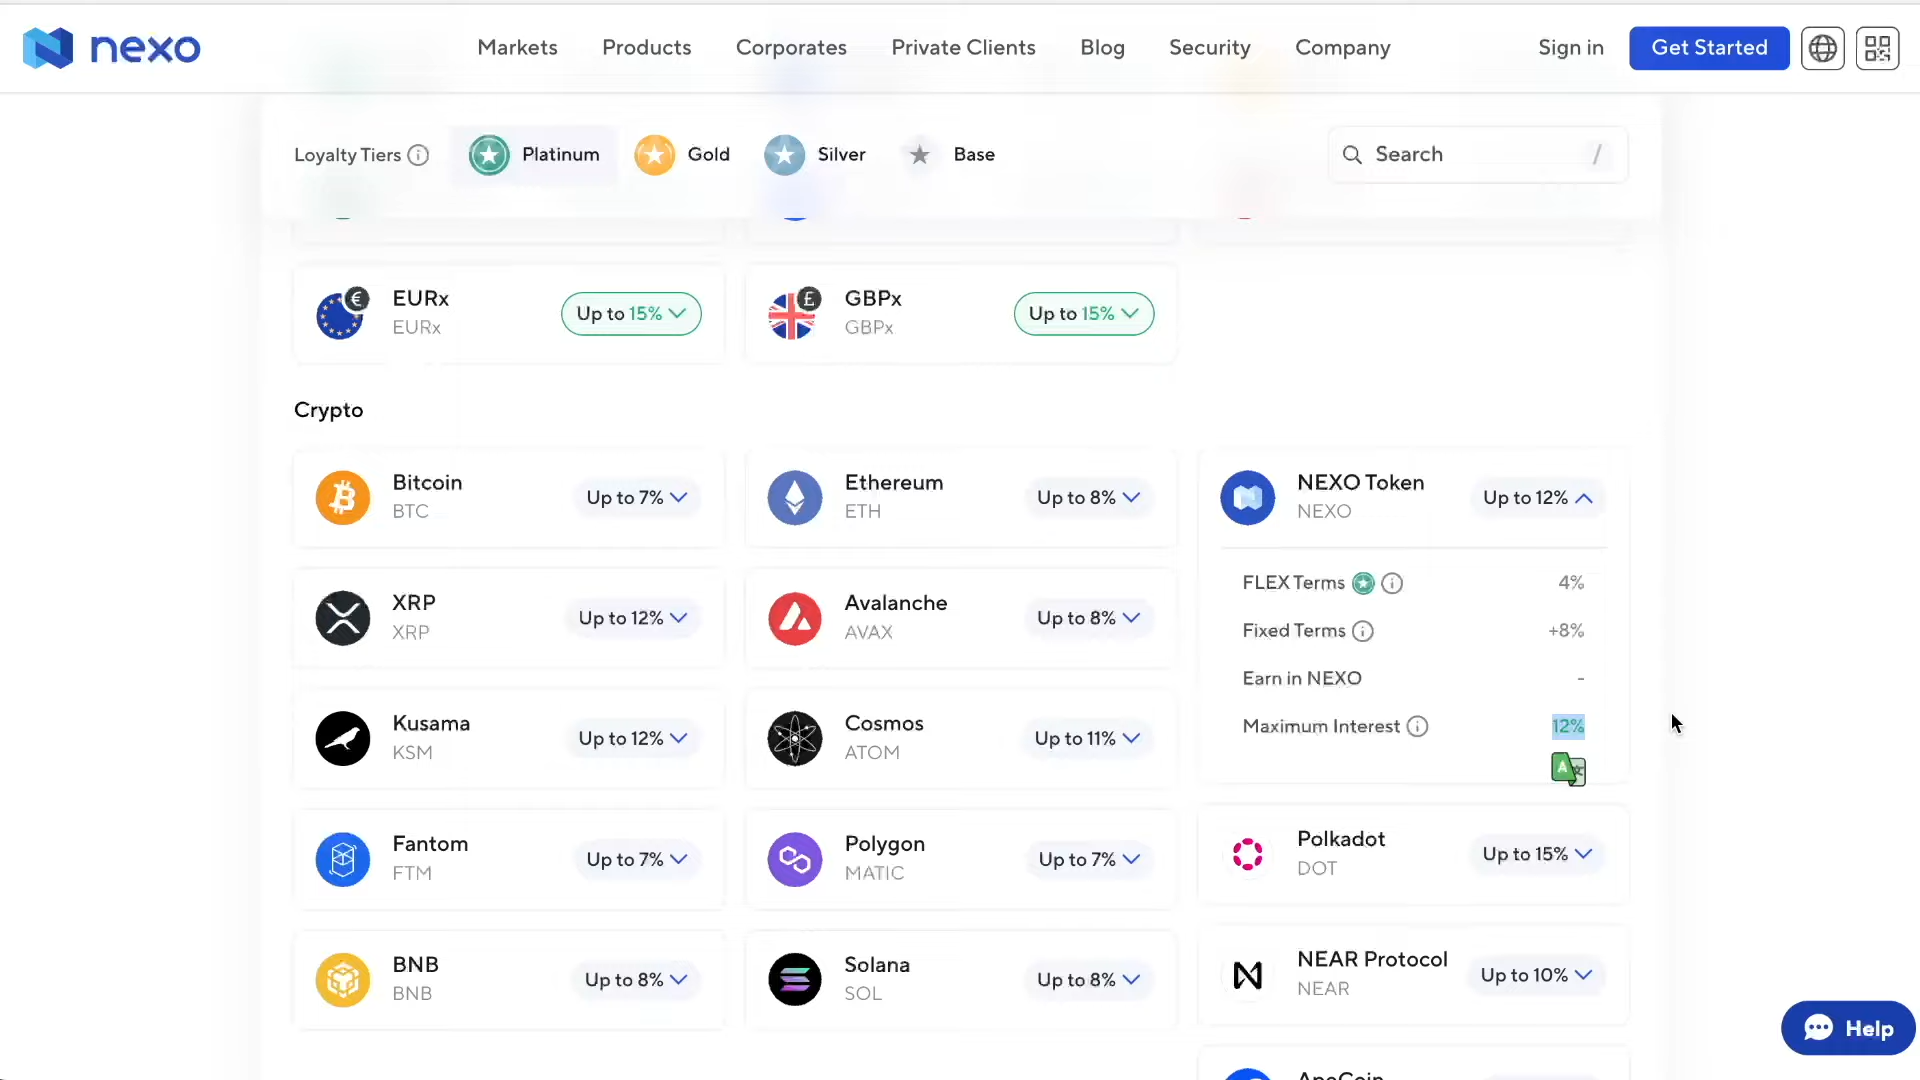 nexo
Markets
Products
Corporates
Private Clients
Blog
Security
Company
Sign in
Get Started
Loyalty Tiers
Platinum
Gold
Silver
Base
Search
/
EURx
EURx
Up to 15%
GBPx
GBPx
Up to 15%
Crypto
Bitcoin
BTC
Up to 7%
Ethereum
ETH
Up to 8%
NEXO Token
NEXO
Up to 12%
FLEX Terms
4%
Fixed Terms
+8%
Earn in NEXO
-
Maximum Interest
12%
XRP
XRP
Up to 12%
Avalanche
AVAX
Up to 8%
Kusama
KSM
Up to 12%
Cosmos
ATOM
Up to 11%
Fantom
FTM
Up to 7%
Polygon
MATIC
Up to 7%
Polkadot
DOT
Up to 15%
BNB
BNB
Up to 8%
Solana
SOL
Up to 8%
NEAR Protocol
NEAR
Up to 10%
ApeCoin
Help